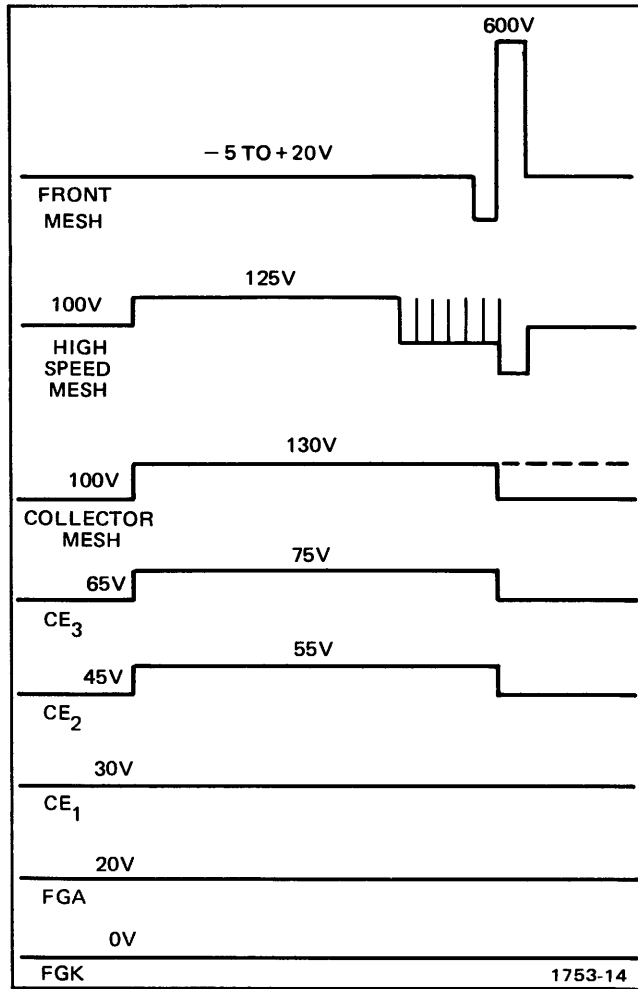 600V
− 5 TO + 20V
FRONT
MESH
125V
100V
HIGH
SPEED
MESH
130V
100V
COLLECTOR
MESH
75V
65V
CE3
55V
45V
CE2
30V
CE1
20V
FGA
0V
FGK
1753-14